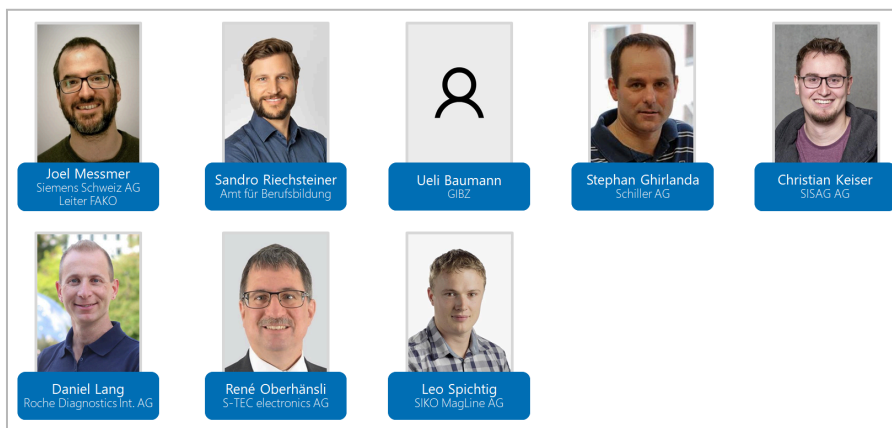 Joel Messmer
Siemens Schweiz AG
Leiter FAKO
Sandro Riechsteiner
Amt für Berufsbildung
Ueli Baumann
GIBZ
Stephan Ghirlanda
Schiller AG
Christian Keiser
SISAG AG
Daniel Lang
Roche Diagnostics Int. AG
René Oberhänsli
S-TEC electronics AG
Leo Spichtig
SIKO MagLine AG